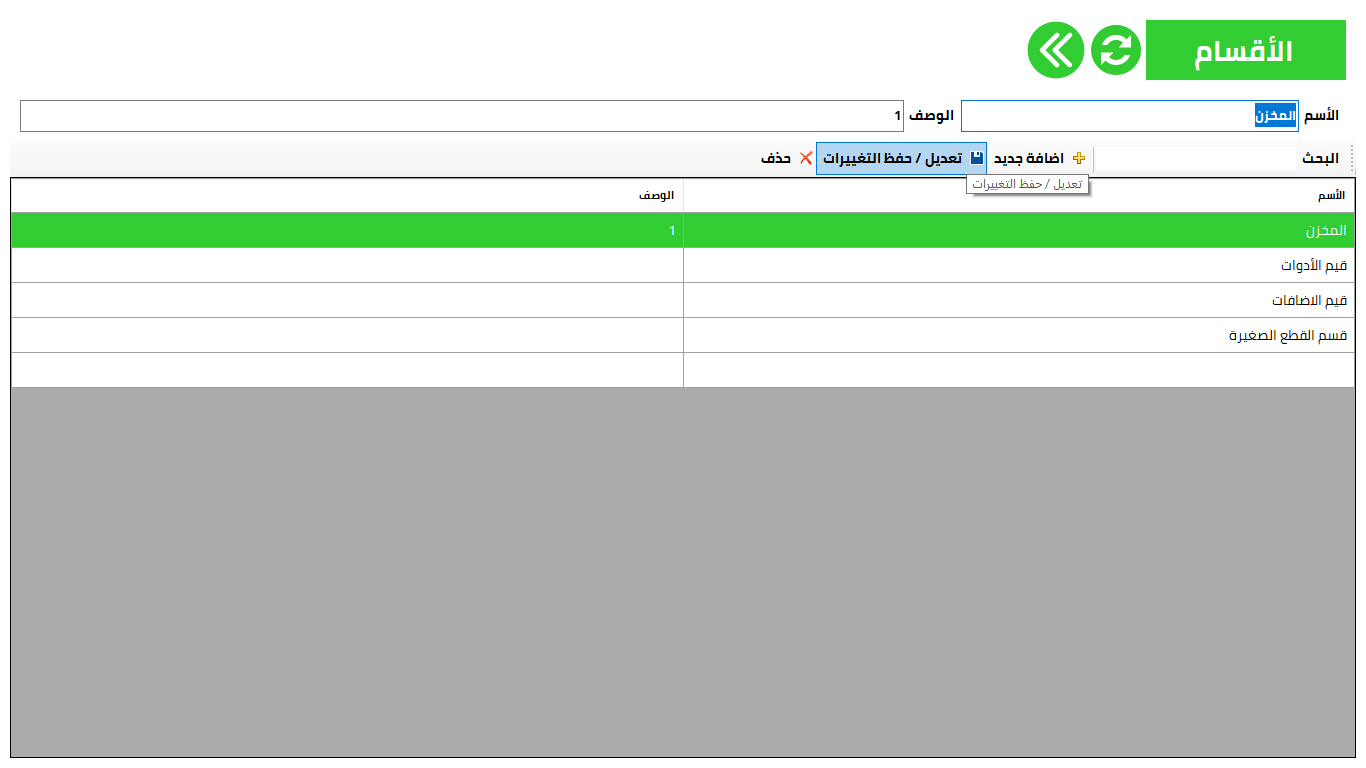 الأقسام
الأسم المخزن الوصف 1
البحث اضافة جديد تعديل / حفظ التغييرات حذف
تعديل / حفظ التغييرات
الأسم الوصف
المخزن 1
قيم الأدوات
قيم الاضافات
قسم القطع الصغيرة